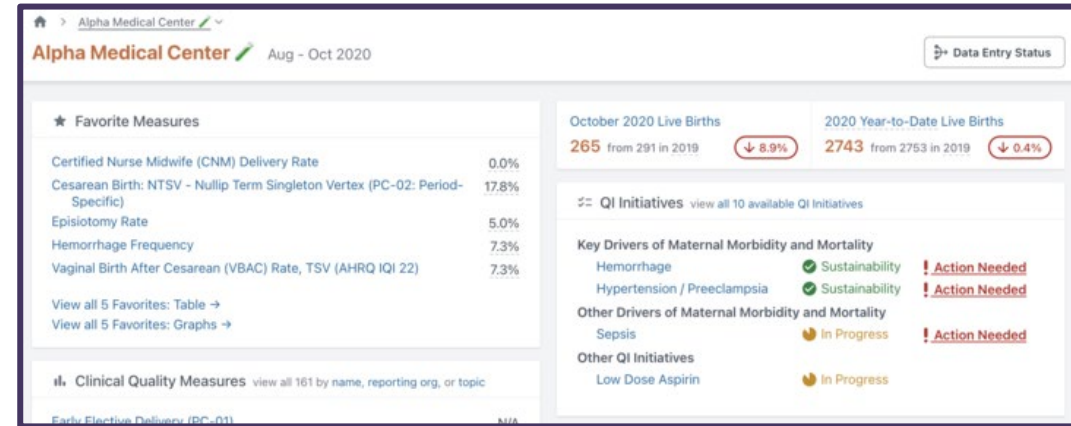 Alpha Medical Center
Alpha Medical Center Aug - Oct 2020
Data Entry Status
Favorite Measures
Certified Nurse Midwife (CNM) Delivery Rate 0.0%
Cesarean Birth: NTSV - Nullip Term Singleton Vertex (PC-02: Period- 17.8%
Specific)
Episiotomy Rate 5.0%
Hemorrhage Frequency 7.3%
Vaginal Birth After Cesarean (VBAC) Rate, TSV (AHRQ IQI 22) 7.3%
View all 5 Favorites: Table →
View all 5 Favorites: Graphs →
Clinical Quality Measures view all 161 by name, reporting org, or topic
Early Elective Delivery (PC-01) N/A
October 2020 Live Births
265 from 291 in 2019 ↓ 8.9%
2020 Year-to-Date Live Births
2743 from 2753 in 2019 ↓ 0.4%
QI Initiatives view all 10 available QI Initiatives
Key Drivers of Maternal Morbidity and Mortality
Hemorrhage Sustainability ! Action Needed
Hypertension / Preeclampsia Sustainability ! Action Needed
Other Drivers of Maternal Morbidity and Mortality
Sepsis In Progress ! Action Needed
Other QI Initiatives
Low Dose Aspirin In Progress